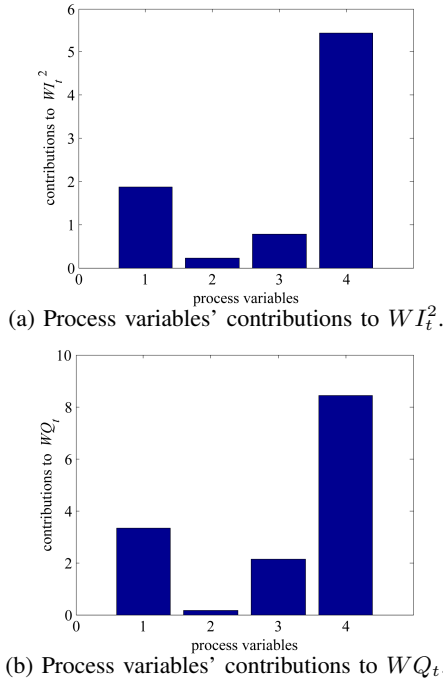 6
5
4
3
2
1
0
contributions to WI_t^2
0 1 2 3 4
process variables
(a) Process variables' contributions to WI_t^2.
10
8
6
4
2
0
contributions to WQ_t
0 1 2 3 4
process variables
(b) Process variables' contributions to WQ_t.